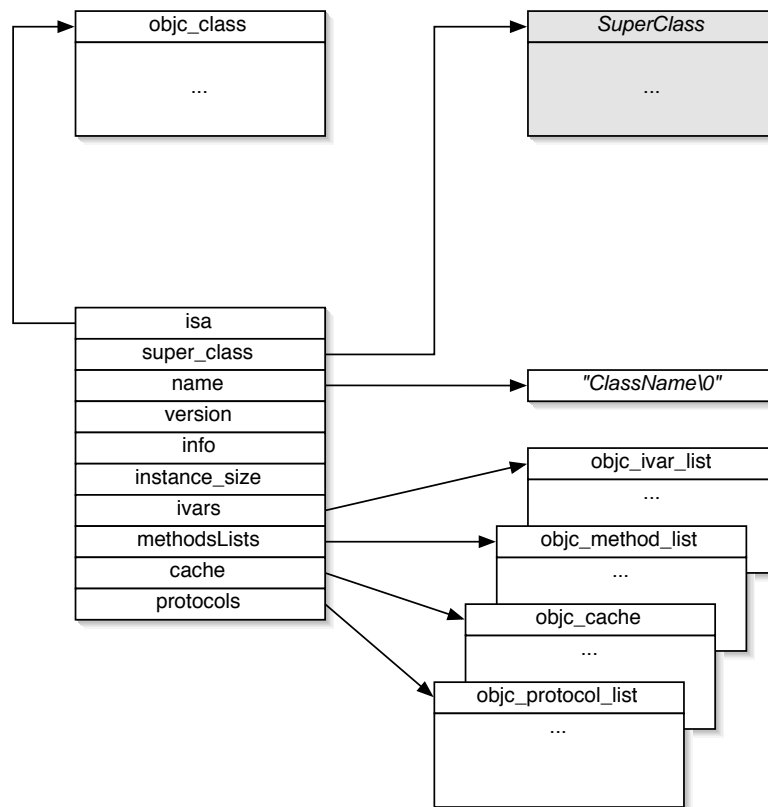 objc_class
...
SuperClass
...
isa
super_class
name
version
info
instance_size
ivars
methodsLists
cache
protocols
"ClassName\0"
objc_ivar_list
...
objc_method_list
...
objc_cache
...
objc_protocol_list
...